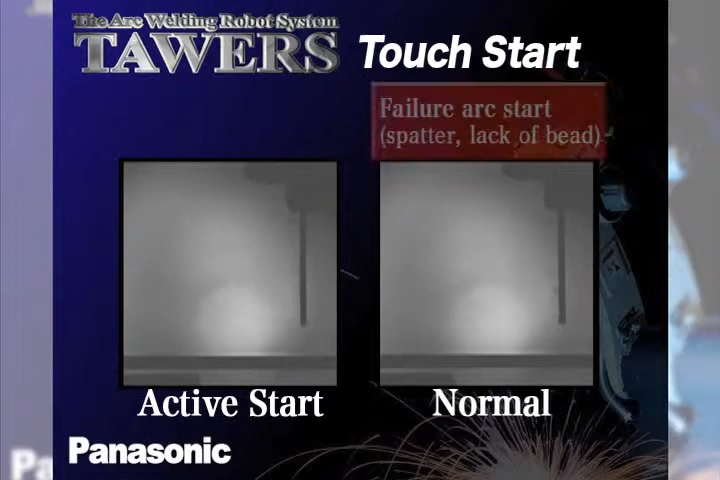 The Arc Welding Robot System
TAWERS
Touch Start
Failure arc start
(spatter, lack of bead)
Active Start
Normal
Panasonic
Pa